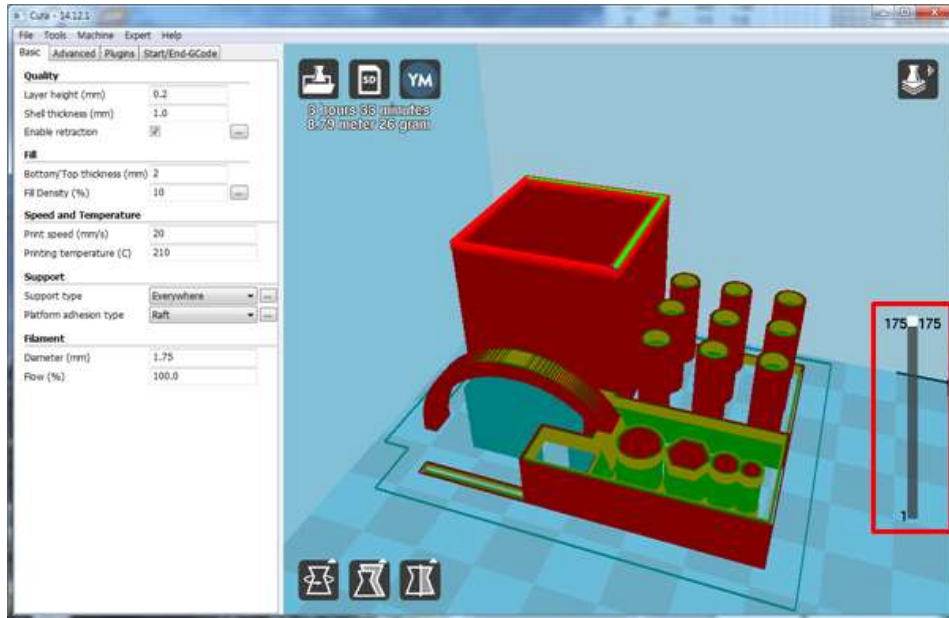 Cura - 14.12.1
File Tools Machine Expert Help
Basic Advanced Plugins Start/End-GCode
Quality
Layer height (mm) 0.2
Shell thickness (mm) 1.0
Enable retraction ...
Fill
Bottom/Top thickness (mm) 2
Fill Density (%) 10 ...
Speed and Temperature
Print speed (mm/s) 20
Printing temperature (C) 210
Support
Support type Everywhere ...
Platform adhesion type Raft ...
Filament
Diameter (mm) 1.75
Flow (%) 100.0
SD YM
3 hours 33 minutes
8.79 meter 26 gram
175 175
1